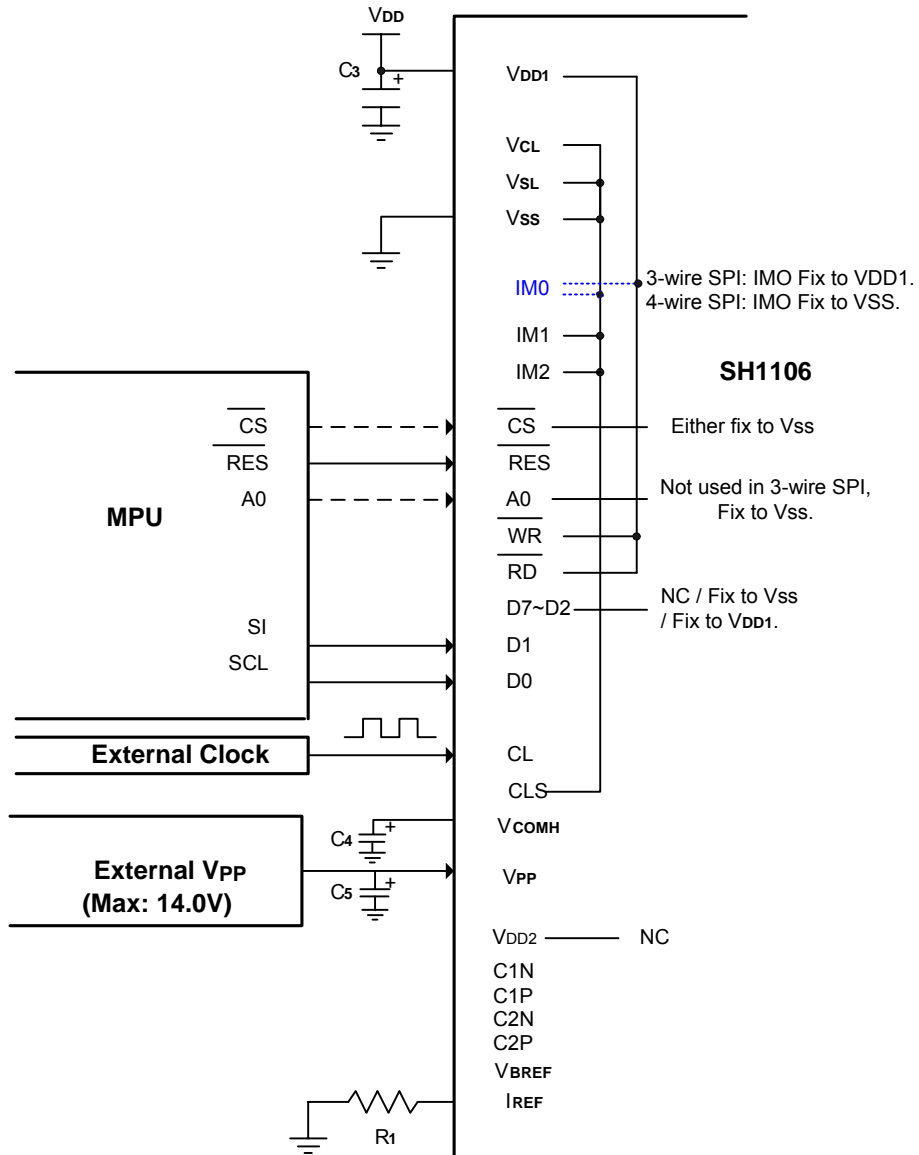 VDD
C3
+
VDD1
VCL
VSL
VSS
IM0
3-wire SPI: IMO Fix to VDD1.
4-wire SPI: IMO Fix to VSS.
IM1
IM2
SH1106
MPU
CS
RES
A0
SI
SCL
CS
Either fix to Vss
RES
A0
Not used in 3-wire SPI,
Fix to Vss.
WR
RD
D7~D2
NC / Fix to Vss
/ Fix to VDD1.
D1
D0
External Clock
CL
CLS
C4
+
VCOMH
External VPP
(Max: 14.0V)
C5
+
VPP
VDD2
NC
C1N
C1P
C2N
C2P
VBREF
IREF
R1